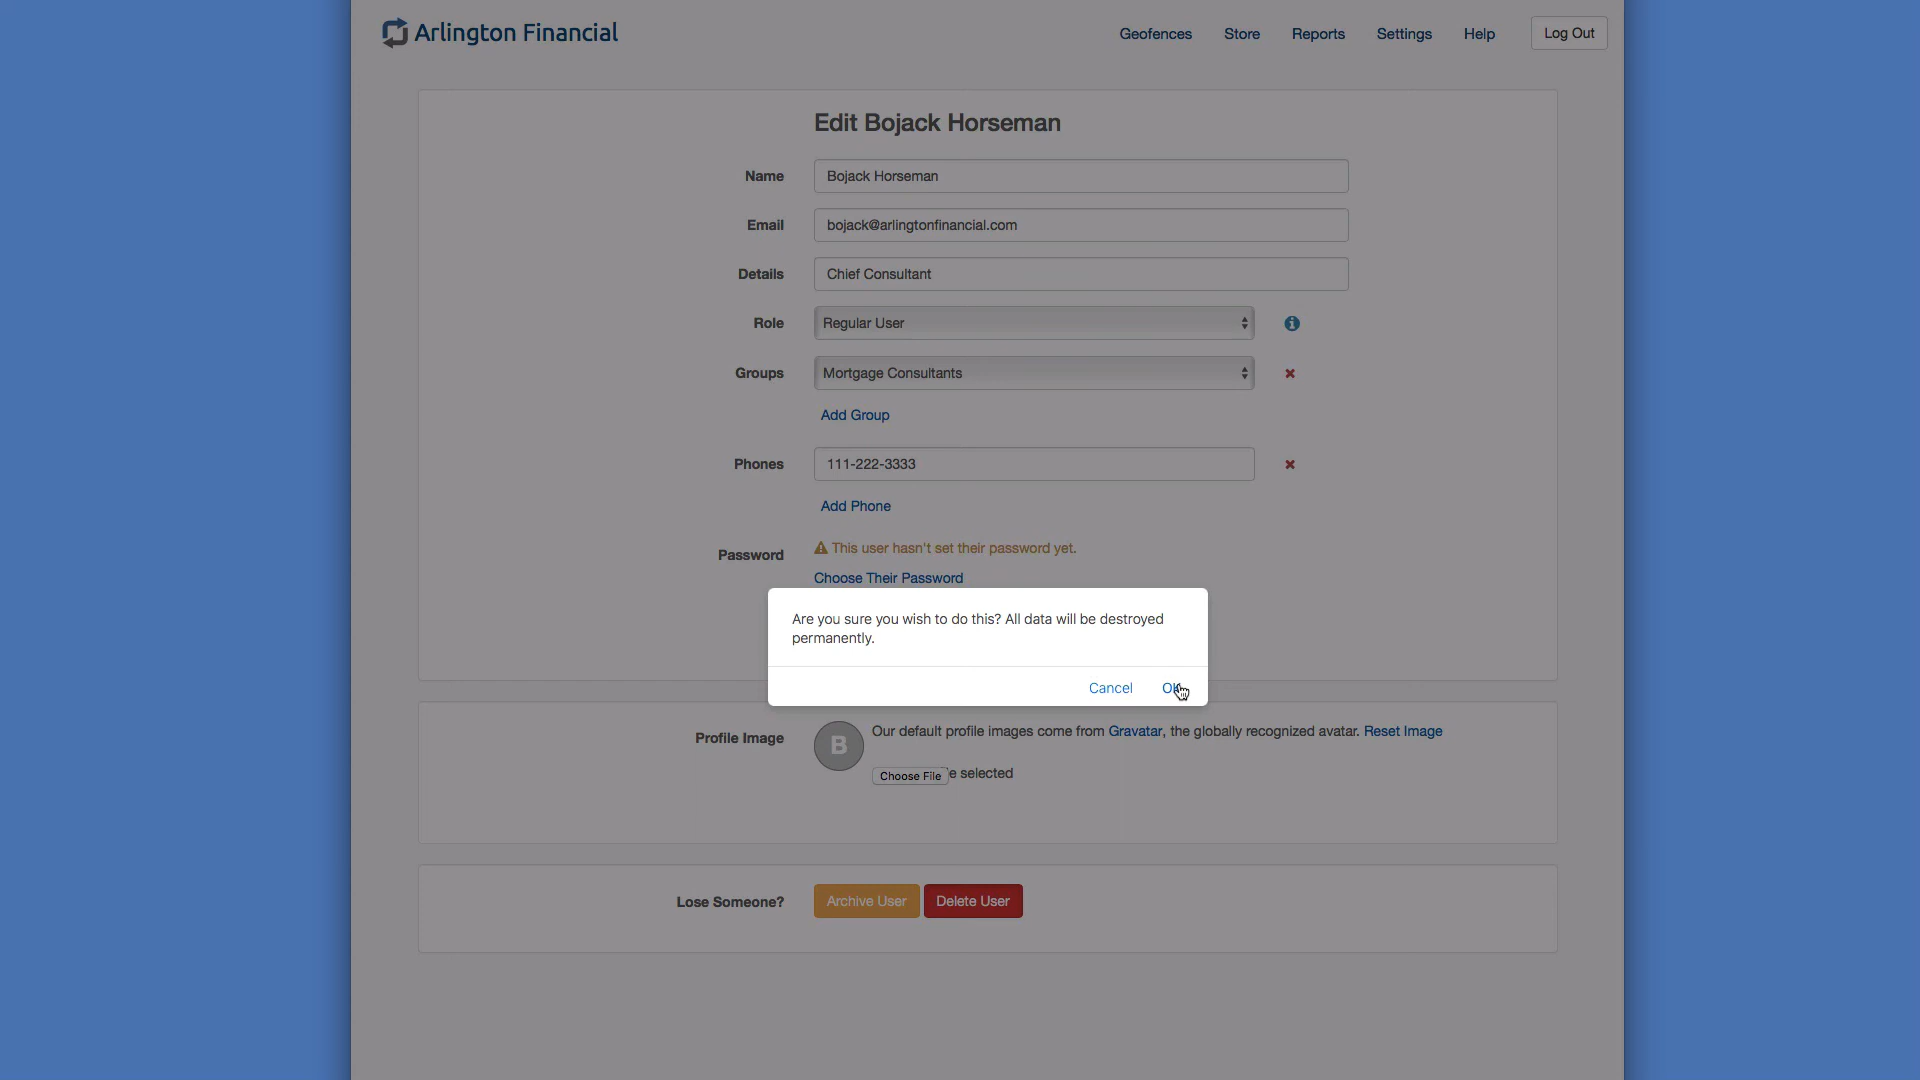 Arlington Financial
Geofences Store Reports Settings Help Log Out
Edit Bojack Horseman
Name Bojack Horseman
Email bojack@arlingtonfinancial.com
Details Chief Consultant
Role Regular User
Groups Mortgage Consultants
Add Group
Phones 111-222-3333
Add Phone
Password This user hasn't set their password yet.
Choose Their Password
Are you sure you wish to do this? All data will be destroyed
permanently.
Cancel OK
Profile Image B Our default profile images come from Gravatar, the globally recognized avatar. Reset Image
Choose File e selected
Lose Someone? Archive User Delete User